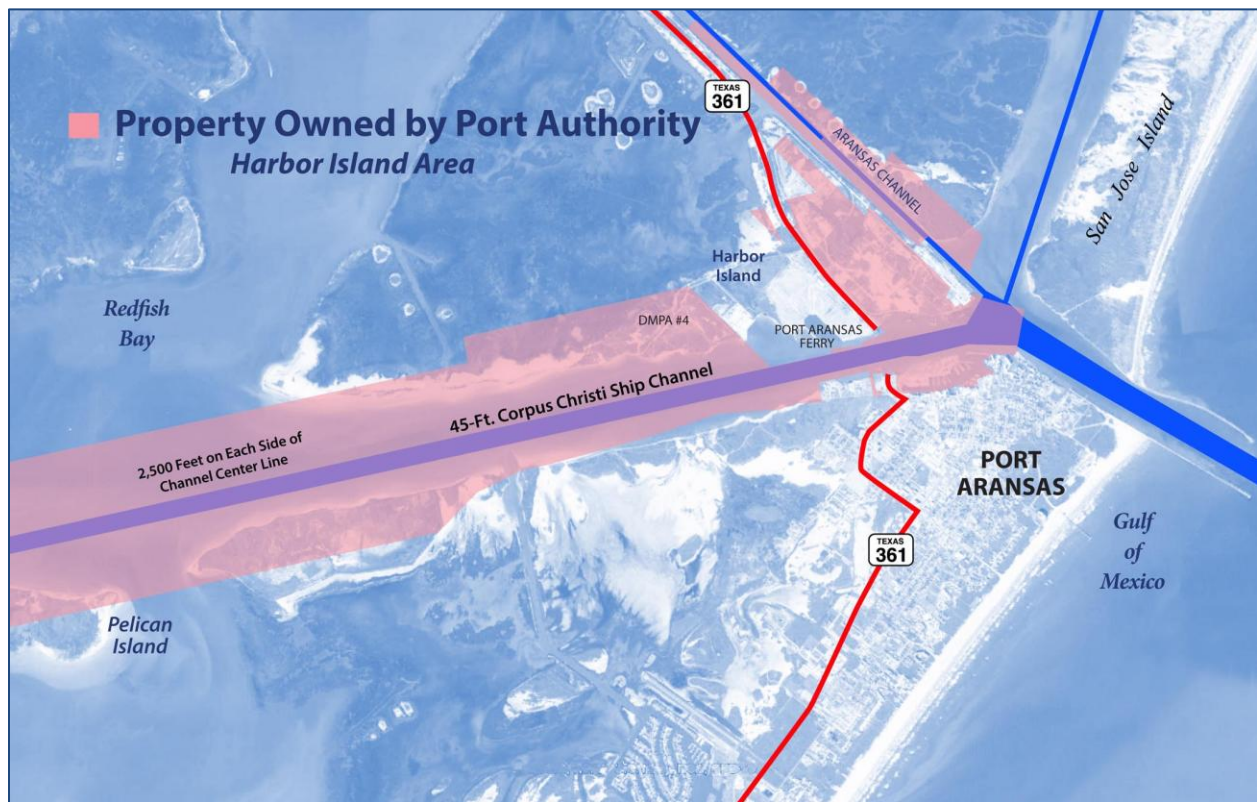 Property Owned by Port Authority
Harbor Island Area
TEXAS
361
ARANSAS CHANNEL
San Jose Island
Harbor
Island
Redfish
Bay
DMPA #4
PORT ARANSAS
FERRY
45-Ft. Corpus Christi Ship Channel
2,500 Feet on Each Side of
Channel Center Line
PORT
ARANSAS
Gulf
of
Mexico
TEXAS
361
Pelican
Island